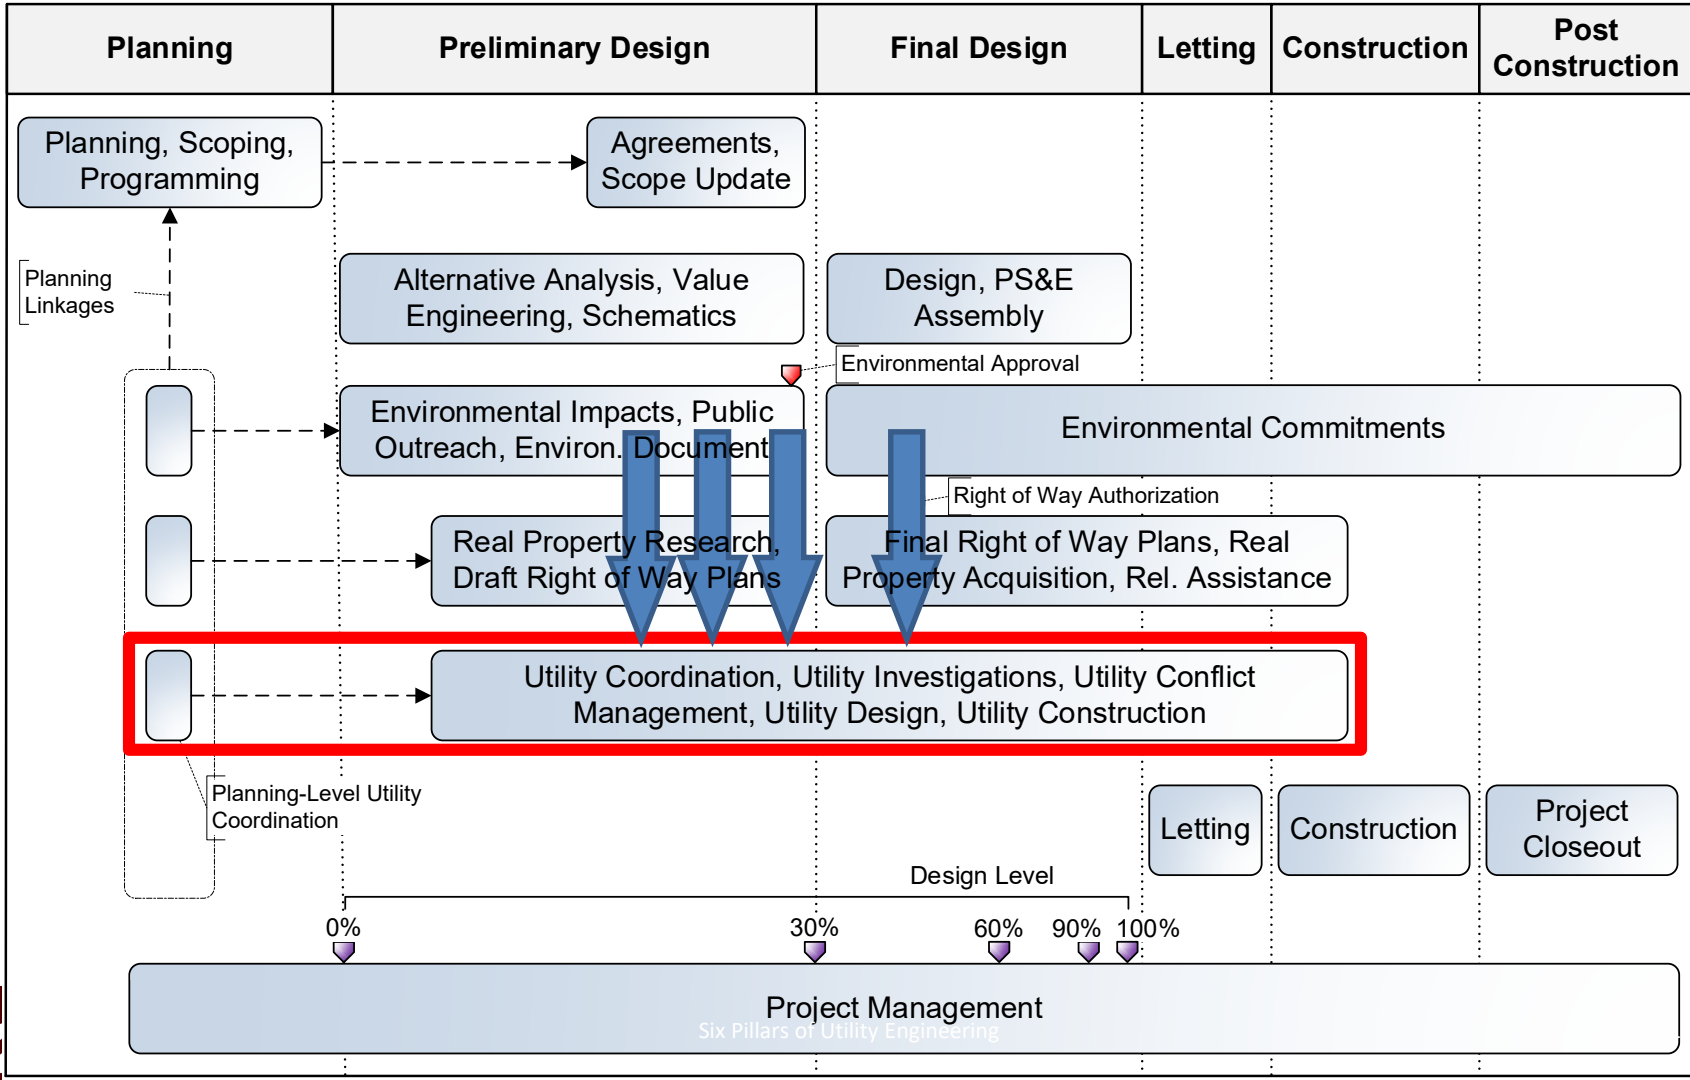 Planning
Preliminary Design
Final Design
Letting
Construction
Post
Construction
Planning, Scoping,
Programming
Agreements,
Scope Update
Planning
Linkages
Alternative Analysis, Value
Engineering, Schematics
Design, PS&E
Assembly
Environmental Approval
Environmental Impacts, Public
Outreach, Environ. Document
Environmental Commitments
Right of Way Authorization
Real Property Research,
Draft Right of Way Plans
Final Right of Way Plans, Real
Property Acquisition, Rel. Assistance
Utility Coordination, Utility Investigations, Utility Conflict
Management, Utility Design, Utility Construction
Planning-Level Utility
Coordination
Letting
Construction
Project
Closeout
Design Level
0%
30%
60%
90%
100%
Project Management
Six Pillars of Utility Engineering